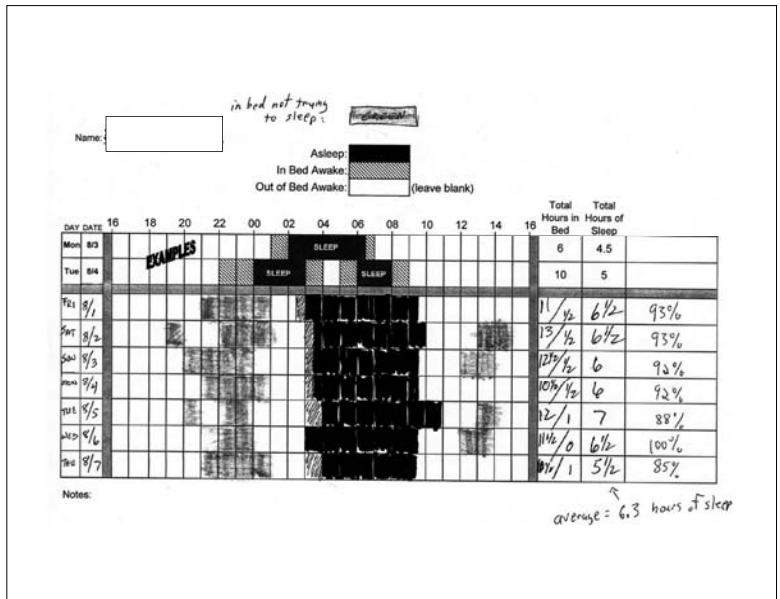 in bed not trying
to sleep: GREEN
Name:
Asleep:
In Bed Awake:
Out of Bed Awake: (leave blank)
Total Hours in Bed Total Hours of Sleep
DAY DATE 16 18 20 22 00 02 04 06 08 10 12 14 16
Mon 8/3 EXAMPLES SLEEP 6 4.5
Tue 8/4 SLEEP SLEEP 10 5
FRI 8/1 11/½ 6½ 93%
SAT 8/2 13/½ 6½ 93%
SUN 8/3 12½/½ 6 92%
MON 8/4 10½/½ 6 92%
TUE 8/5 12/1 7 88%
WED 8/6 11½/0 6½ 100%
THU 8/7 /1 5½ 85%
Notes:
average = 6.3 hours of sleep